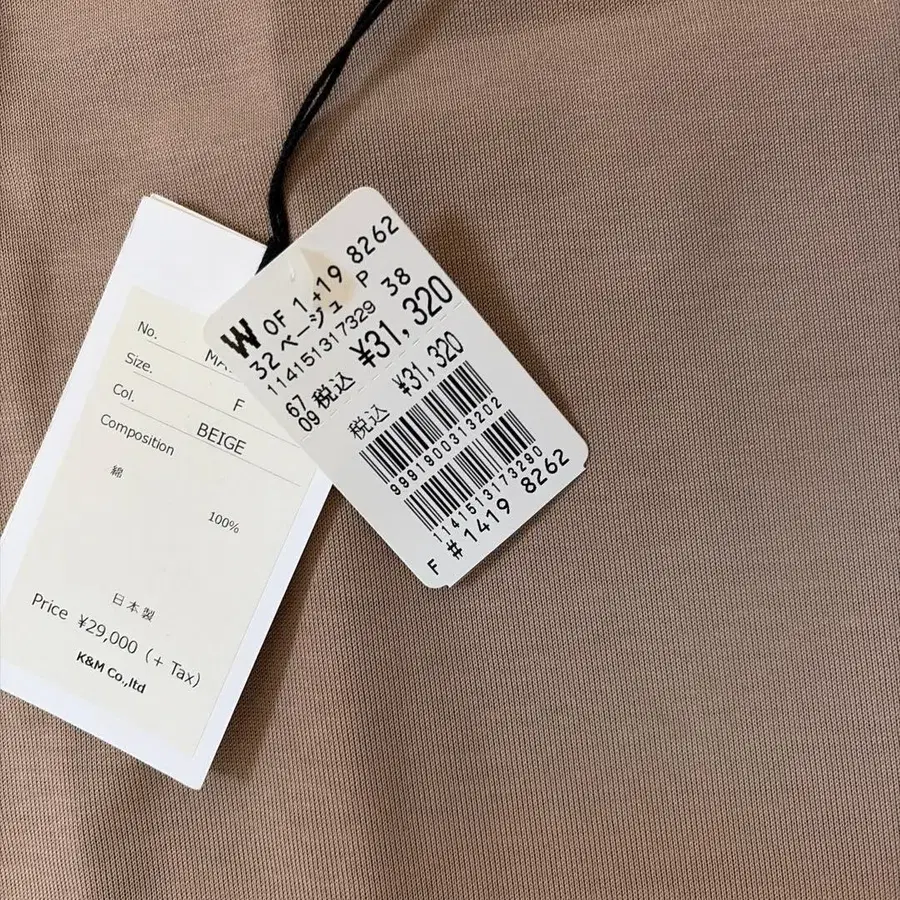 No.
Size.
F
Col.
BEIGE
Composition
綿
100%
日本製
Price ¥29,000 (+ Tax)
K&M Co.,ltd
W OF 1 19 8262
32 ベージュ P
114151317329 38
67 税込 ¥31,320
09
税込 ¥31,320
9991900313202
1141513173290
F #1419 8262